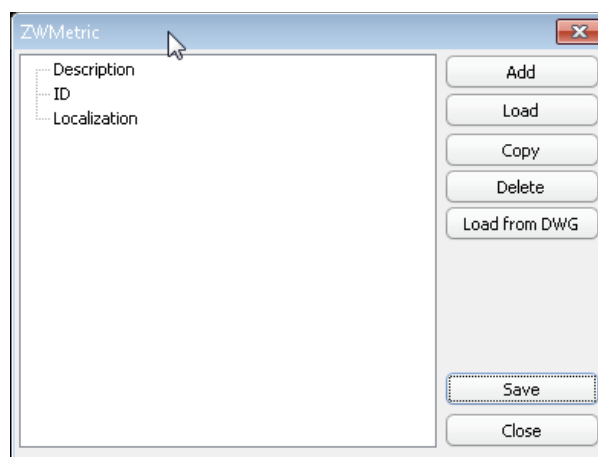 ZWMetric
Description
ID
Localization
Add
Load
Copy
Delete
Load from DWG
Save
Close